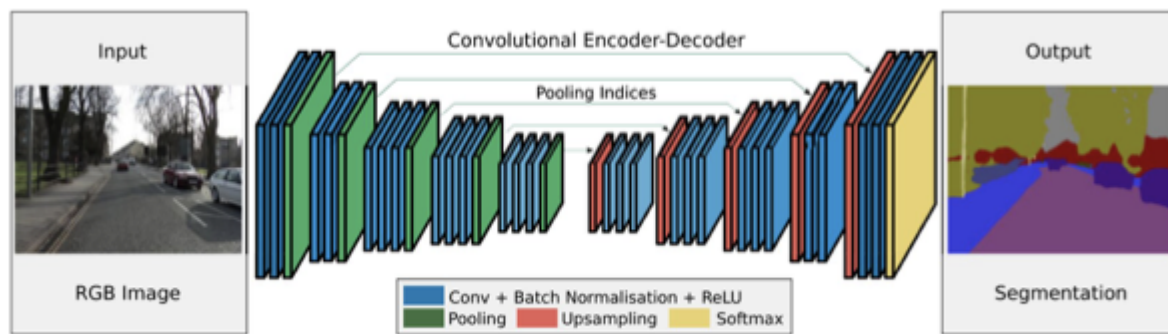 Input
RGB Image
Convolutional Encoder-Decoder
Pooling Indices
Conv + Batch Normalisation + ReLU
Pooling
Upsampling
Softmax
Output
Segmentation